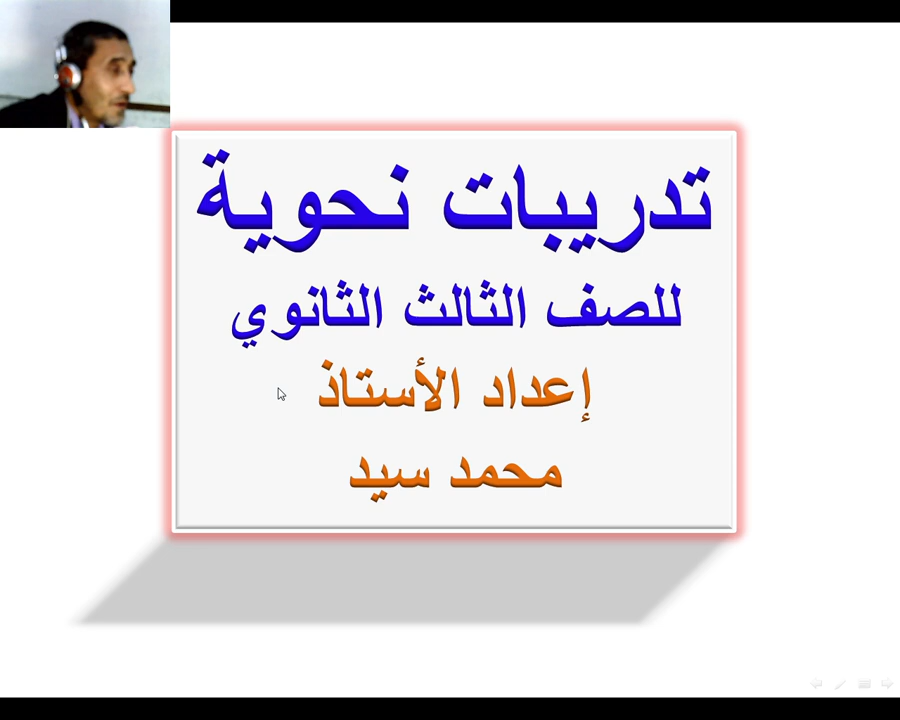 تدريبات نحوية
للصف الثالث الثانوي
إعداد الأستاذ
محمد سيد